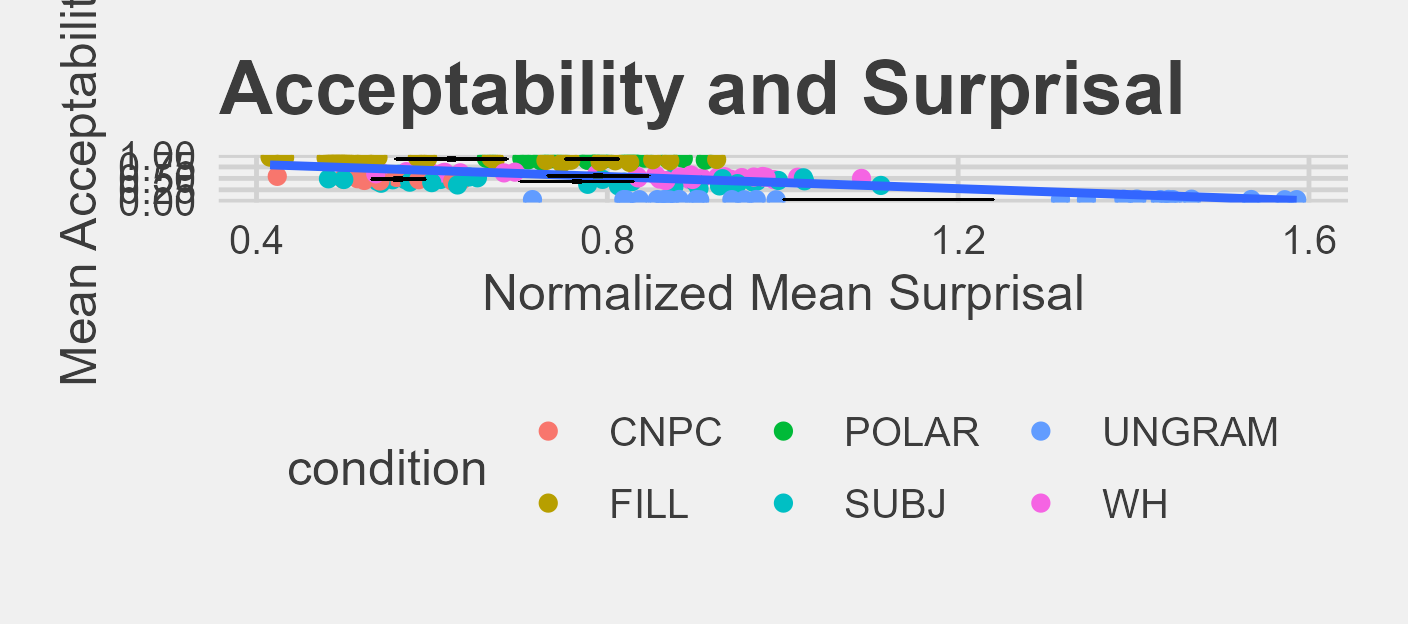 Acceptability and Surprisal
Mean Acceptabilit
1.00
0.75
0.50
0.25
0.00
0.4 0.8 1.2 1.6
Normalized Mean Surprisal
condition
CNPC POLAR UNGRAM
FILL SUBJ WH